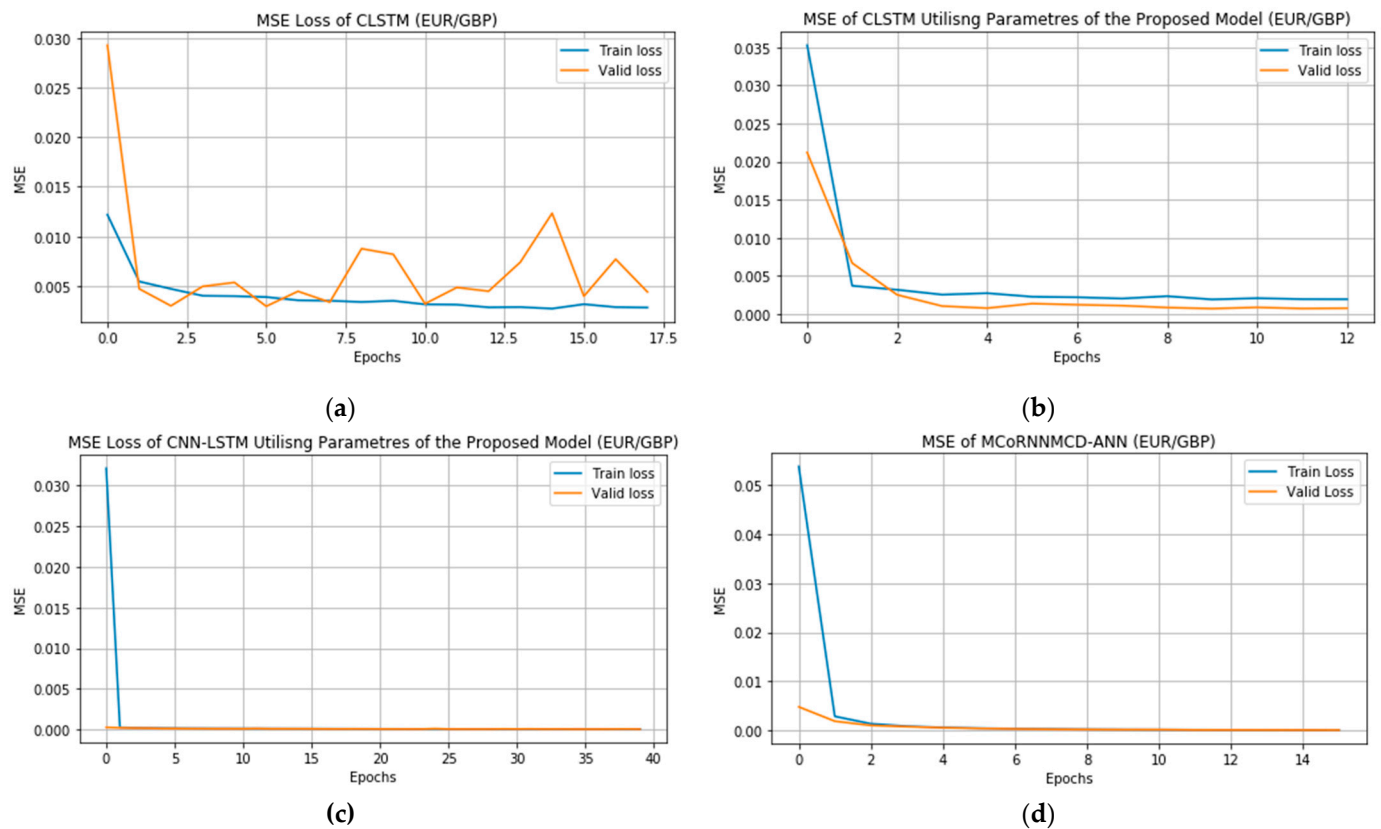 MSE Loss of CLSTM (EUR/GBP)
0.030
0.025
0.020
0.015
0.010
0.005
MSE
Train loss
Valid loss
0.0 2.5 5.0 7.5 10.0 12.5 15.0 17.5
Epochs
(a)
MSE of CLSTM Utilisng Parametres of the Proposed Model (EUR/GBP)
0.035
0.030
0.025
0.020
0.015
0.010
0.005
0.000
MSE
Train loss
Valid loss
0 2 4 6 8 10 12
Epochs
(b)
MSE Loss of CNN-LSTM Utilisng Parametres of the Proposed Model (EUR/GBP)
0.030
0.025
0.020
0.015
0.010
0.005
0.000
MSE
Train loss
Valid loss
0 5 10 15 20 25 30 35 40
Epochs
(c)
MSE of MCoRNNMCD-ANN (EUR/GBP)
0.05
0.04
0.03
0.02
0.01
0.00
MSE
Train Loss
Valid Loss
0 2 4 6 8 10 12 14
Epochs
(d)